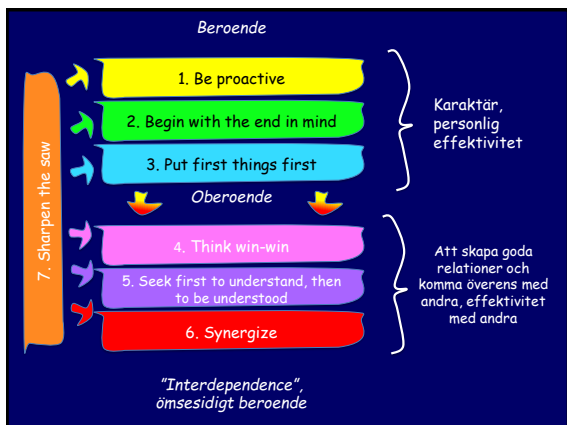 Beroende
1. Be proactive
2. Begin with the end in mind
3. Put first things first
Karaktär,
personlig
effektivitet
7. Sharpen the saw
Oberoende
4. Think win-win
5. Seek first to understand, then
to be understood
6. Synergize
Att skapa goda
relationer och
komma överens med
andra, effektivitet
med andra
"Interdependence",
ömsesidigt beroende